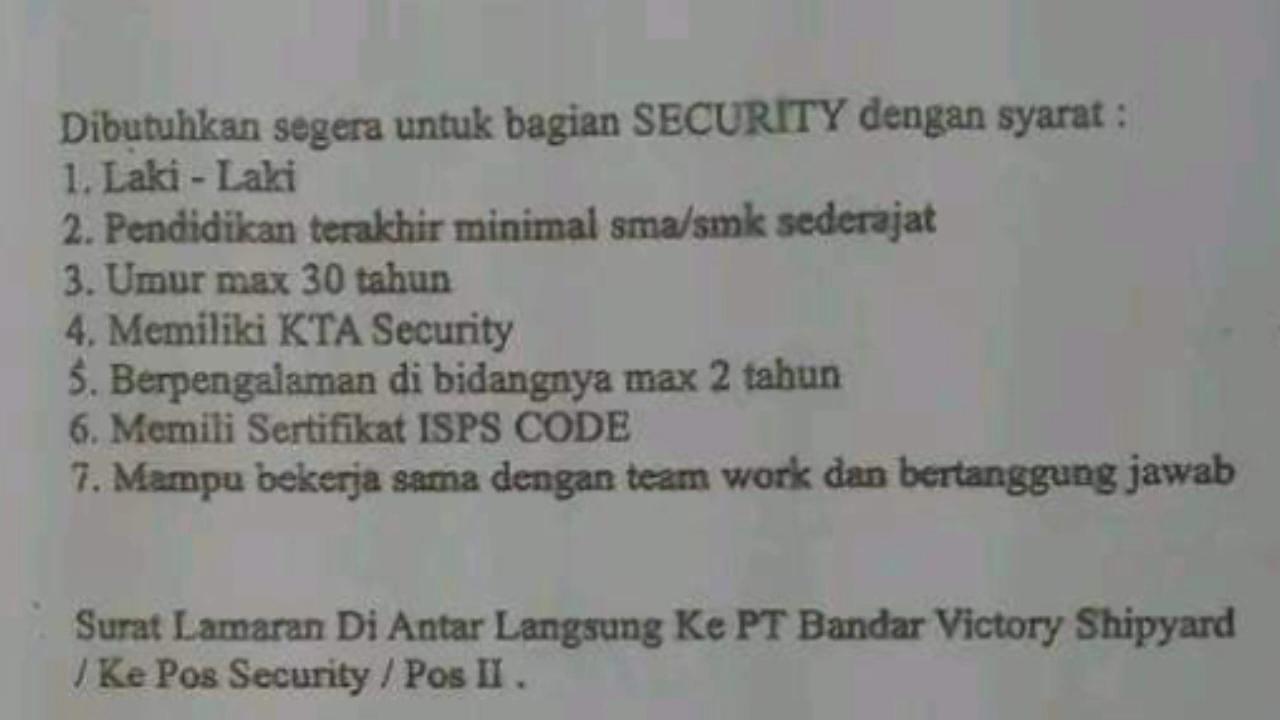 Dibutuhkan segera untuk bagian SECURITY dengan syarat :
1. Laki - Laki
2. Pendidikan terakhir minimal sma/smk sederajat
3. Umur max 30 tahun
4. Memiliki KTA Security
5. Berpengalaman di bidangnya max 2 tahun
6. Memili Sertifikat ISPS CODE
7. Mampu bekerja sama dengan team work dan bertanggung jawab
Surat Lamaran Di Antar Langsung Ke PT Bandar Victory Shipyard
/ Ke Pos Security / Pos II .